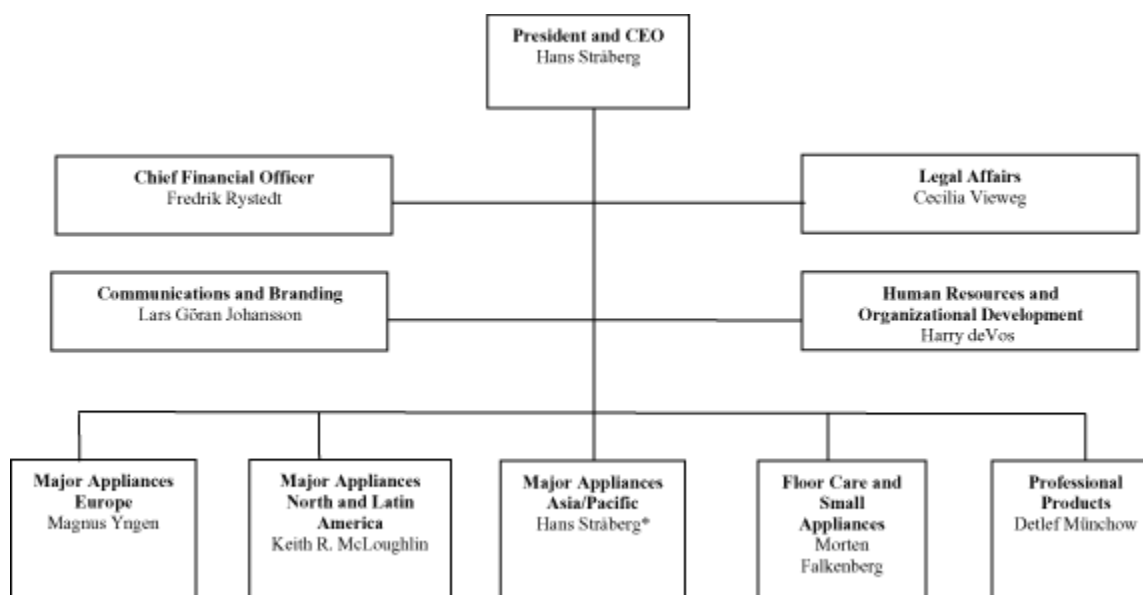 President and CEO
Hans Stråberg
Chief Financial Officer
Fredrik Rystedt
Legal Affairs
Cecilia Vieweg
Communications and Branding
Lars Göran Johansson
Human Resources and
Organizational Development
Harry deVos
Major Appliances
Europe
Magnus Yngen
Major Appliances
North and Latin
America
Keith R. McLoughlin
Major Appliances
Asia/Pacific
Hans Stråberg*
Floor Care and
Small
Appliances
Morten
Falkenberg
Professional
Products
Detlef Münchow